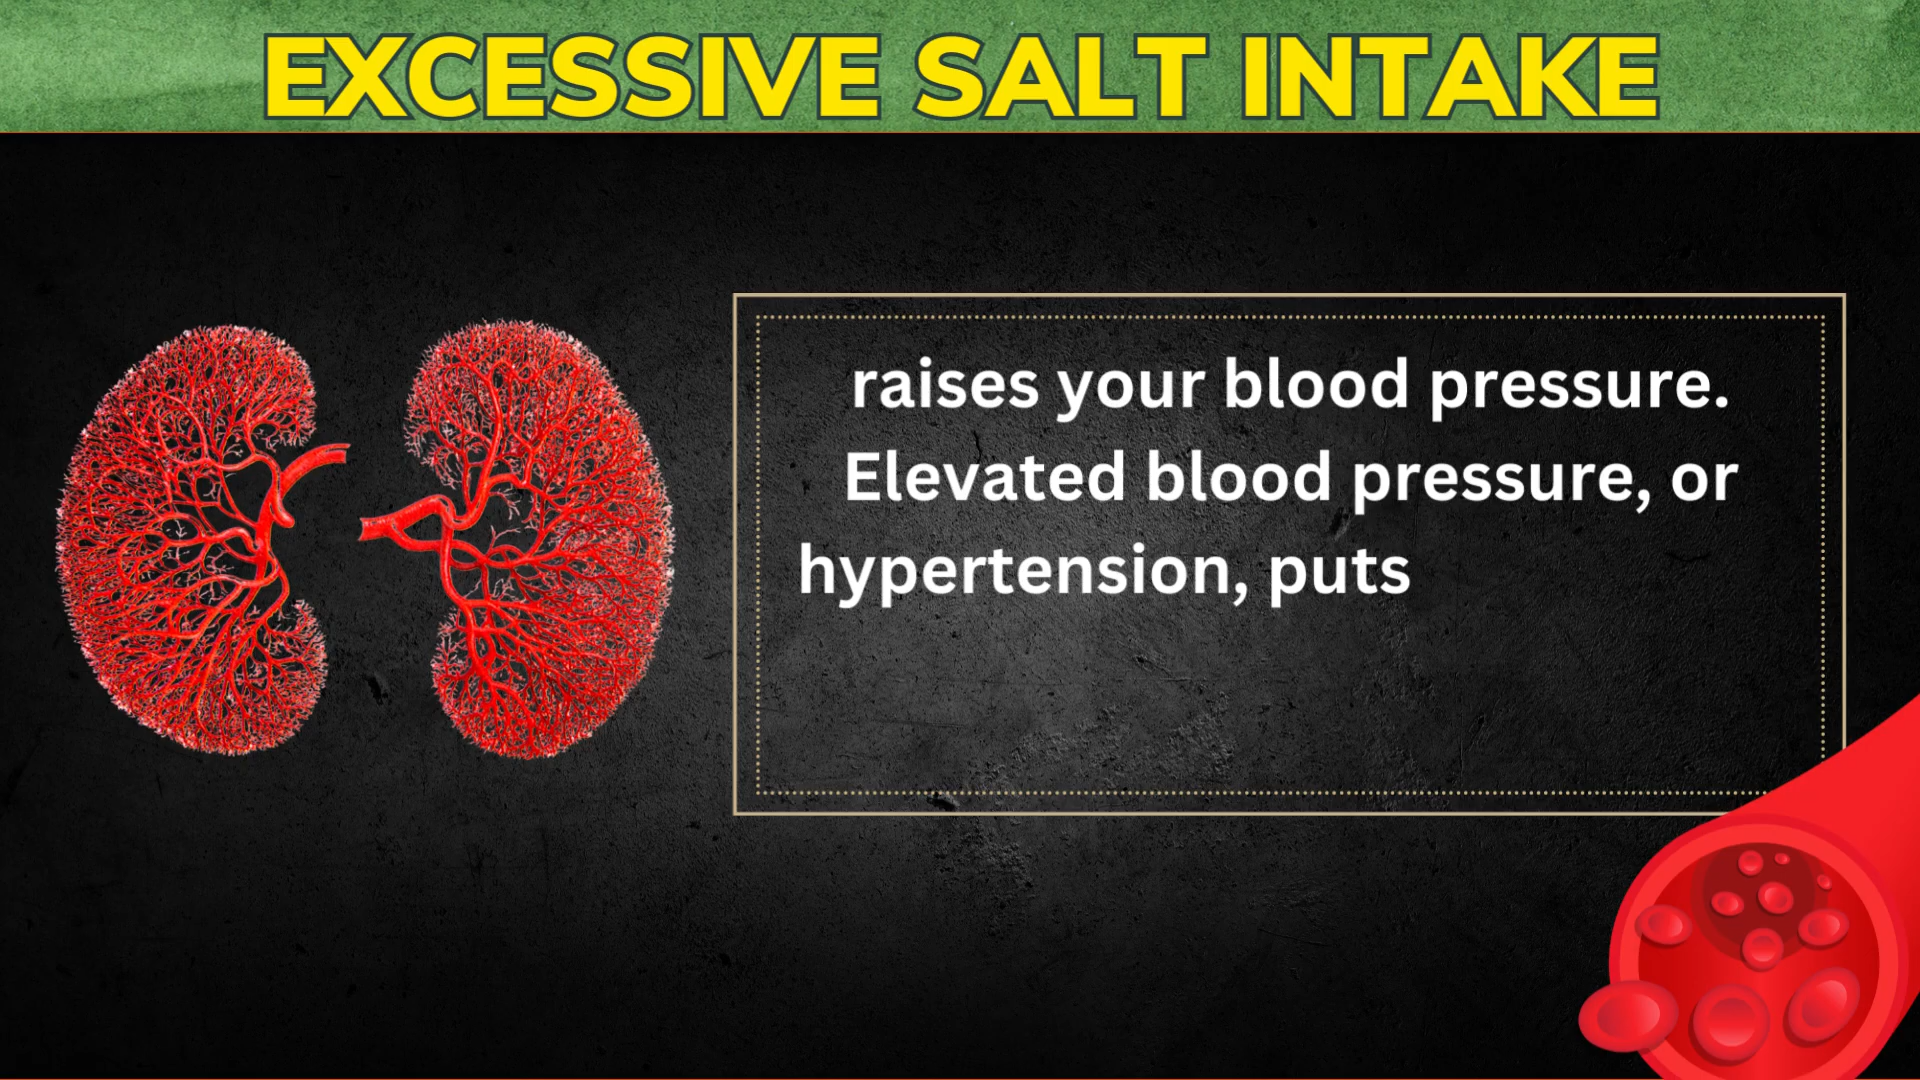 EXCESSIVE SALT INTAKE
raises your blood pressure.
Elevated blood pressure, or
hypertension, puts